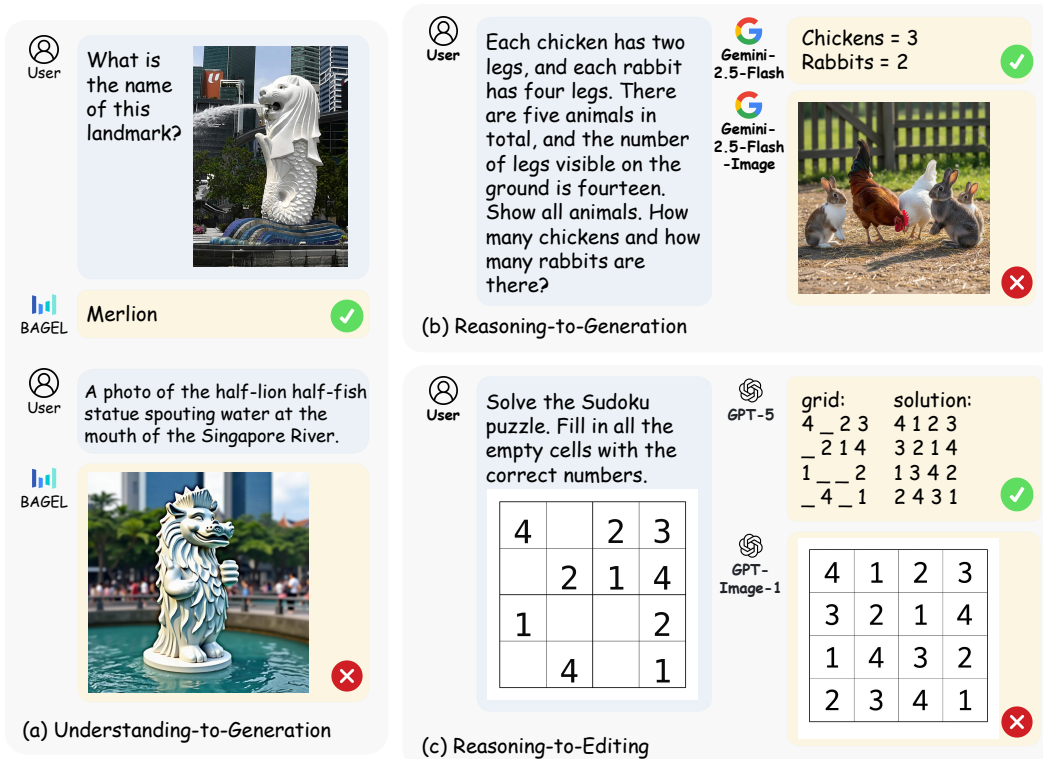 User
What is
the name
of this
landmark?
BAGEL
Merlion
User
A photo of the half-lion half-fish
statue spouting water at the
mouth of the Singapore River.
BAGEL
(a) Understanding-to-Generation
User
Each chicken has two
legs, and each rabbit
has four legs. There
are five animals in
total, and the number
of legs visible on the
ground is fourteen.
Show all animals. How
many chickens and how
many rabbits are
there?
Gemini-
2.5-Flash
Chickens = 3
Rabbits = 2
Gemini-
2.5-Flash
-Image
(b) Reasoning-to-Generation
User
Solve the Sudoku
puzzle. Fill in all the
empty cells with the
correct numbers.
4 2 3
2 1 4
1 2
4 1
GPT-5
grid: solution:
4 _ 2 3 4 1 2 3
_ 2 1 4 3 2 1 4
1 _ _ 2 1 3 4 2
_ 4 _ 1 2 4 3 1
GPT-
Image-1
4 1 2 3
3 2 1 4
1 4 3 2
2 3 4 1
(c) Reasoning-to-Editing